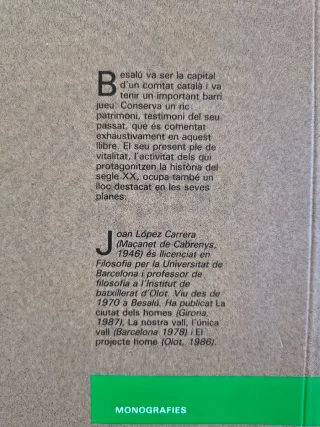 Besalú va ser la capital
d'un comtat català i va
tenir un important barri
jueu. Conserva un ric
patrimoni, testimoni del seu
passat, que és comentat
exhaustivament en aquest
llibre. El seu present ple de
vitalitat, l'activitat dels qui
protagonitzen la història del
segle XX, ocupa també un
lloc destacat en les seves
planes.
Joan López Carrera
(Maçanet de Cabrenys,
1946) és llicenciat en
Filosofia per la Universitat de
Barcelona i professor de
filosofia a l'Institut de
batxillerat d'Olot. Viu des de
1970 a Besalú. Ha publicat La
ciutat dels homes (Girona,
1987), La nostra vall, l'única
vall (Barcelona 1978) i El
projecte home (Olot, 1986).
MONOGRAFIES